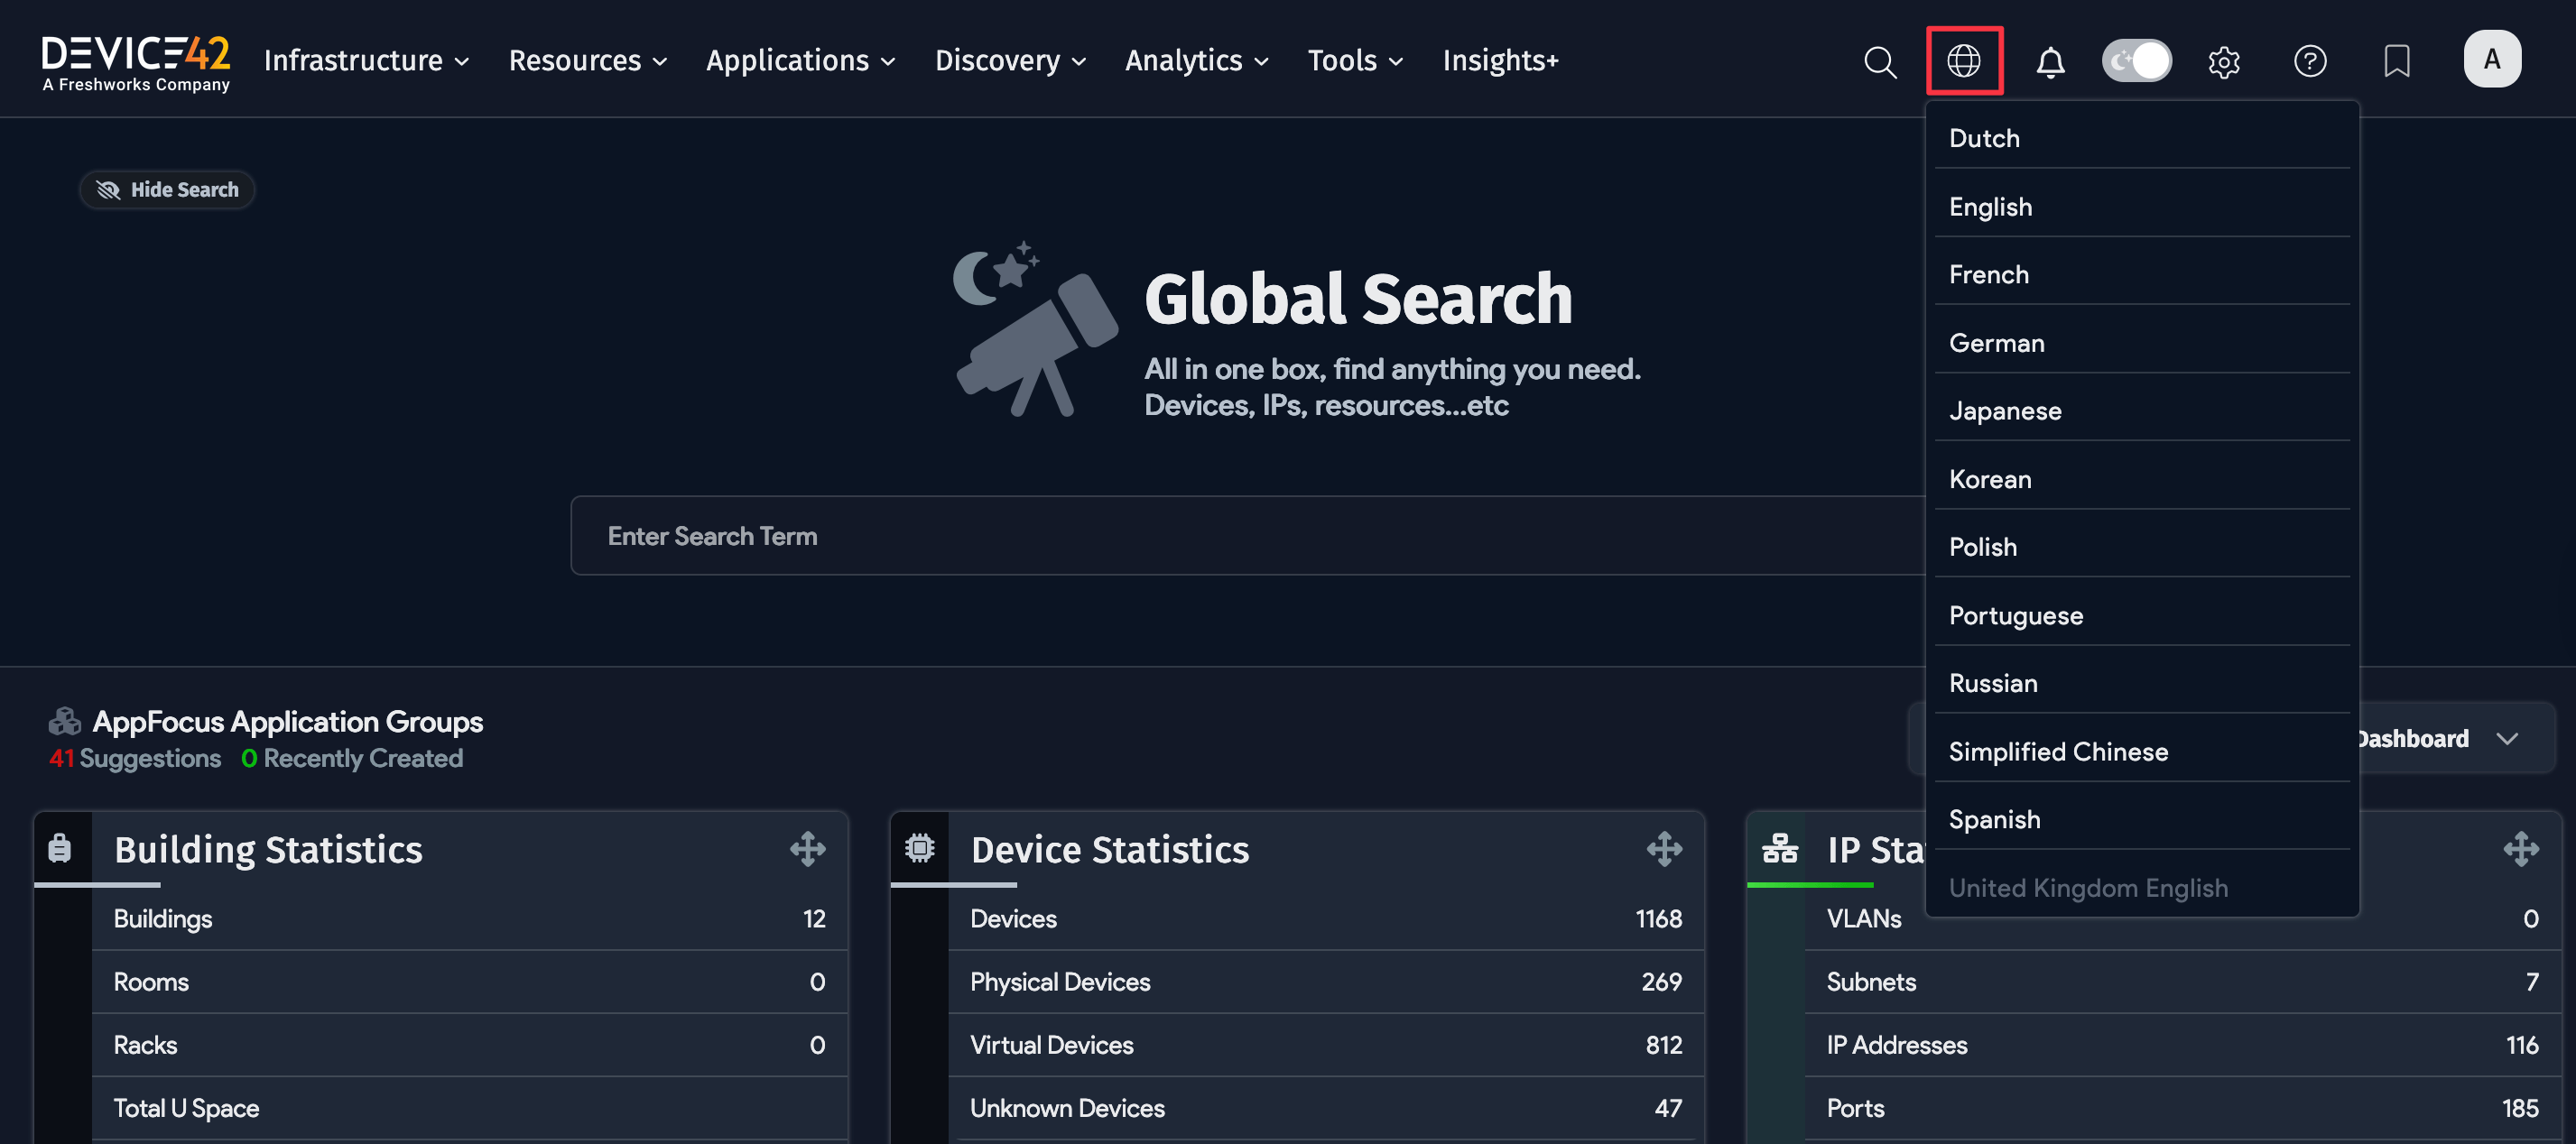 DEVICE42
A Freshworks Company
Infrastructure
Resources
Applications
Discovery
Analytics
Tools
Insights+
A
Hide Search
Global Search
All in one box, find anything you need.
Devices, IPs, resources...etc
Enter Search Term
Dutch
English
French
German
Japanese
Korean
Polish
Portuguese
Russian
Simplified Chinese
Spanish
United Kingdom English
AppFocus Application Groups
41 Suggestions 0 Recently Created
Dashboard
Building Statistics
Buildings 12
Rooms 0
Racks 0
Total U Space
Device Statistics
Devices 1168
Physical Devices 269
Virtual Devices 812
Unknown Devices 47
IP Sta
VLANs 0
Subnets 7
IP Addresses 116
Ports 185